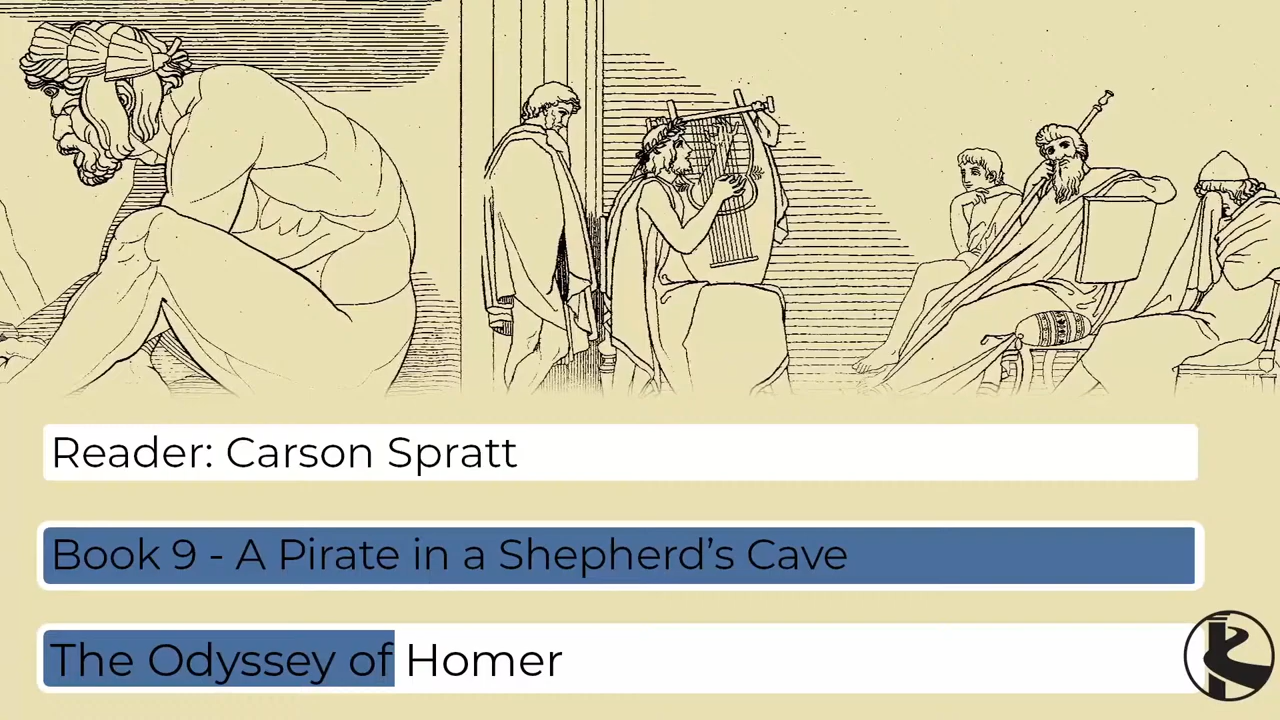 Reader: Carson Spratt
Book 9 - A Pirate in a Shepherd’s Cave
The Odyssey of Homer